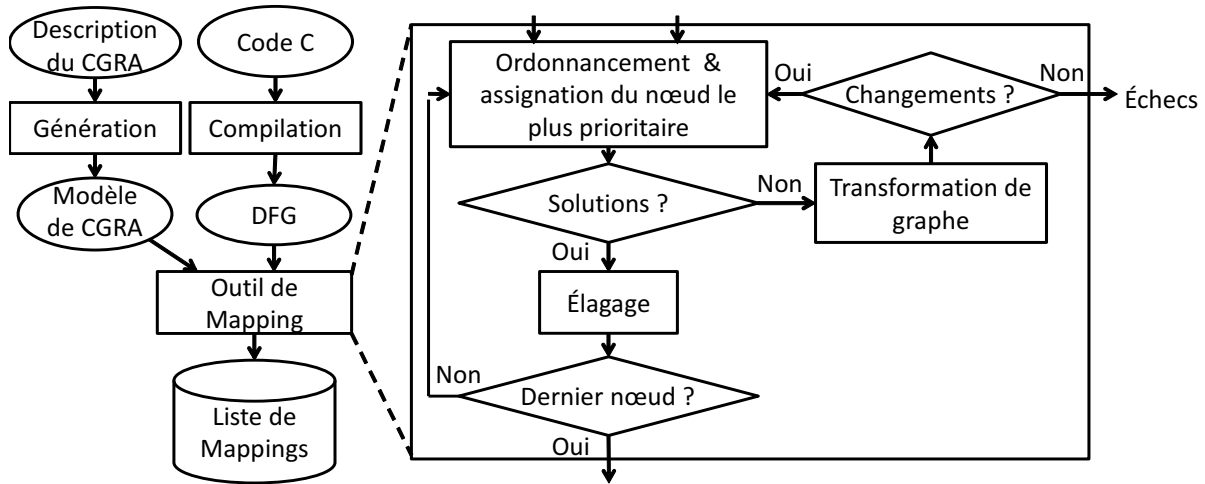 Description
du CGRA
Code C
Génération
Compilation
Modèle
de CGRA
DFG
Outil de
Mapping
Liste de
Mappings
Ordonnancement &
assignation du nœud le
plus prioritaire
Oui
Changements ?
Non
Échecs
Solutions ?
Non
Transformation de
graphe
Oui
Élagage
Non
Dernier nœud ?
Oui